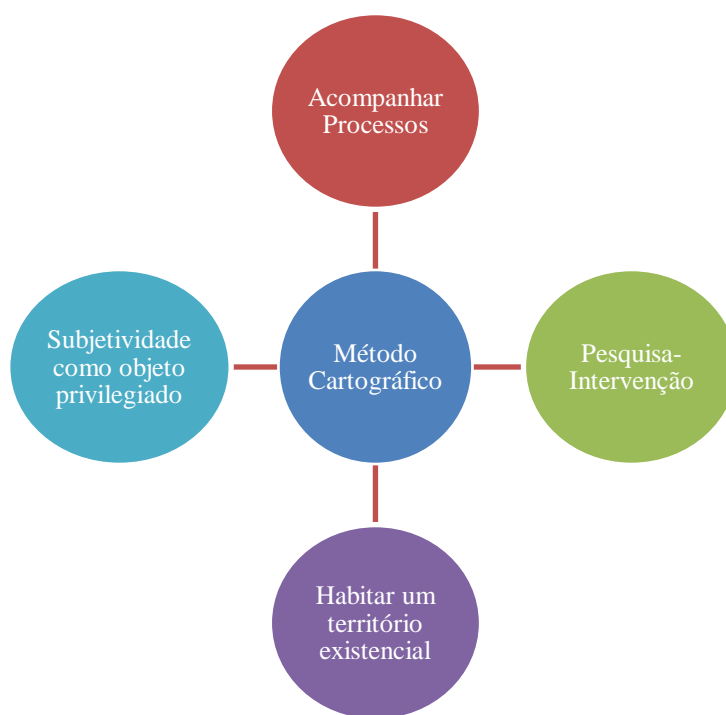 Acompanhar
Processos
Subjetividade
como objeto
privilegiado
Método
Cartográfico
Pesquisa-
Intervenção
Habitar um
território
existencial